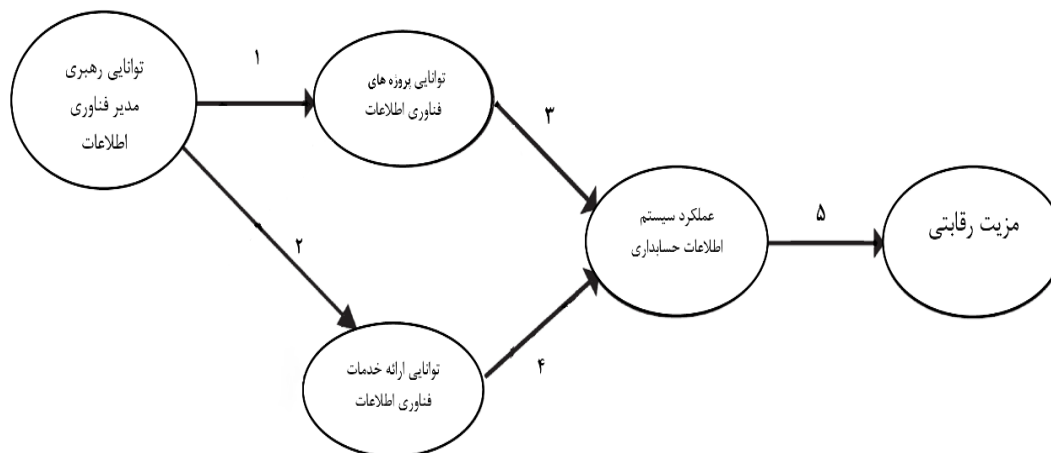 توانایی رهبری
مدیر فناوری
اطلاعات
۱
توانایی پروژه های
فناوری اطلاعات
۲
توانایی ارائه خدمات
فناوری اطلاعات
۳
۴
عملکرد سیستم
اطلاعات حسابداری
۵
مزیت رقابتی